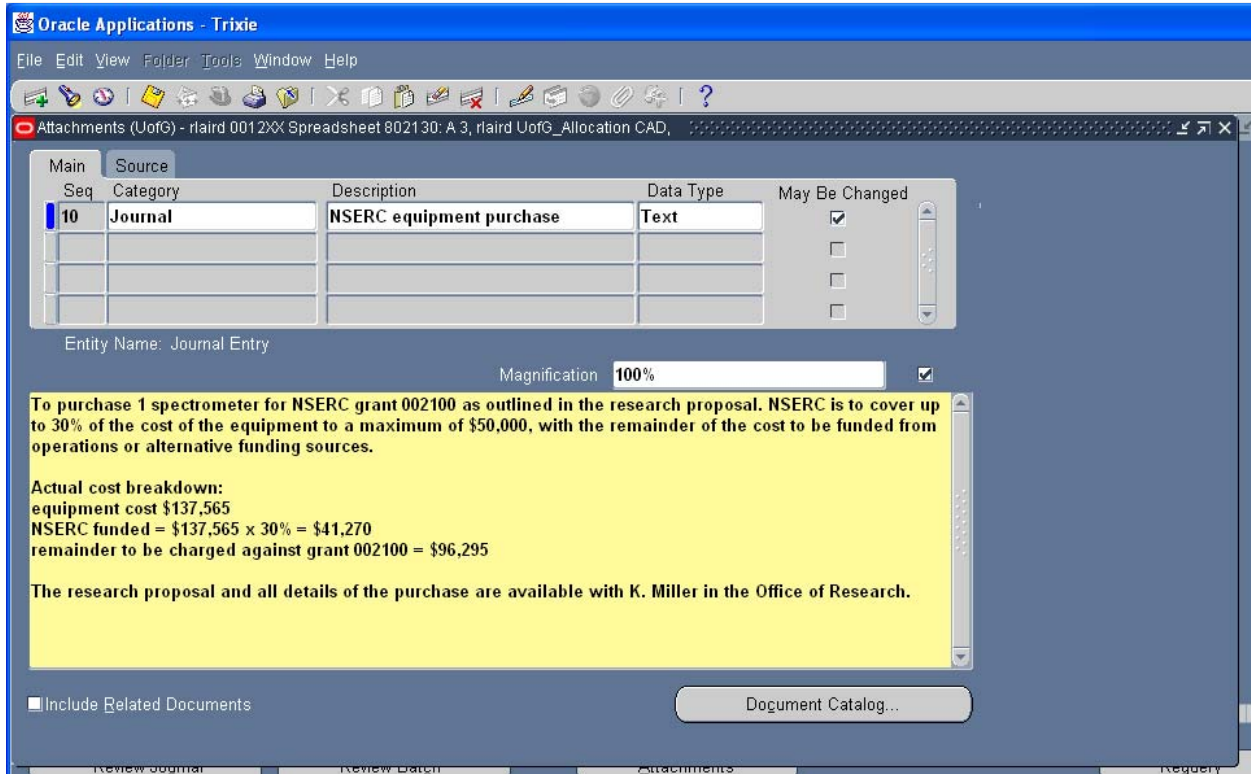 Oracle Applications - Trixie
File Edit View Folder Tools Window Help
Attachments (UofG) - rlaird 0012XX Spreadsheet 802130: A 3, rlaird UofG_Allocation CAD,
Main Source
Seq Category Description Data Type May Be Changed
10 Journal NSERC equipment purchase Text
Entity Name: Journal Entry
Magnification 100%
To purchase 1 spectrometer for NSERC grant 002100 as outlined in the research proposal. NSERC is to cover up
to 30% of the cost of the equipment to a maximum of $50,000, with the remainder of the cost to be funded from
operations or alternative funding sources.
Actual cost breakdown:
equipment cost $137,565
NSERC funded = $137,565 x 30% = $41,270
remainder to be charged against grant 002100 = $96,295
The research proposal and all details of the purchase are available with K. Miller in the Office of Research.
Include Related Documents Document Catalog...
Review Journal Review Batch Attachments Requery